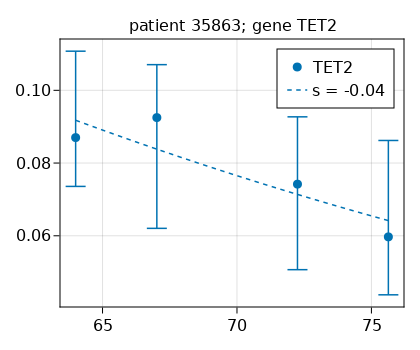 patient 35863; gene TET2
TET2
s = -0.04
0.10
0.08
0.06
65
70
75